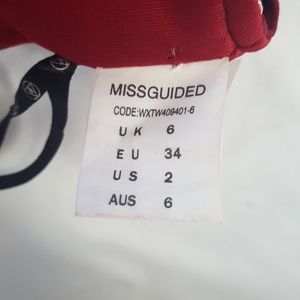 MISSGUIDED
CODE:WXTW409401-6
UK 6
EU 34
US 2
AUS 6